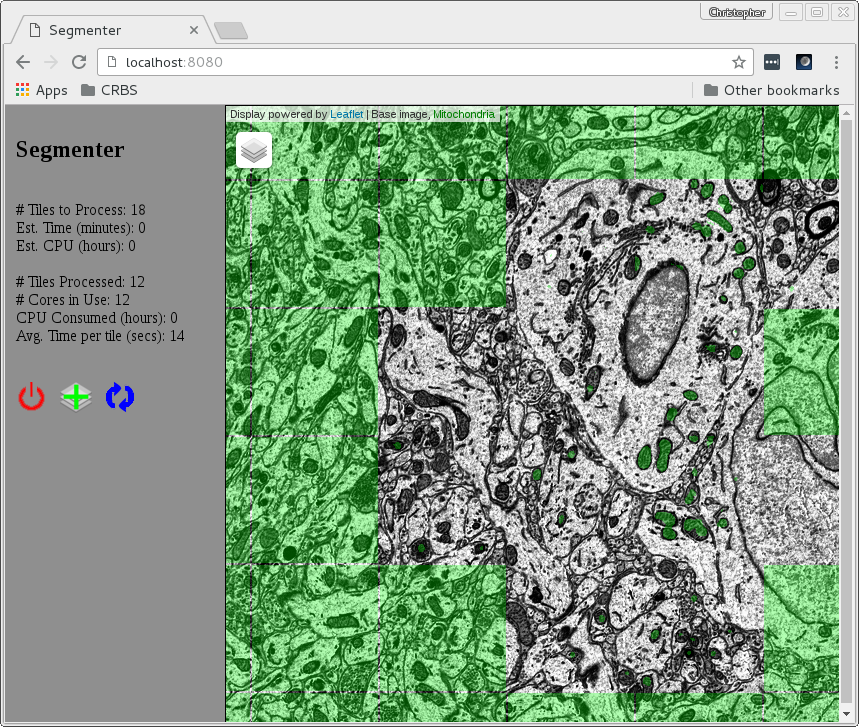 Christopher
Segmenter
localhost:8080
Apps
CRBS
Other bookmarks
Display powered by Leaflet | Base image, Mitochondria
Segmenter
# Tiles to Process: 18
Est. Time (minutes): 0
Est. CPU (hours): 0
# Tiles Processed: 12
# Cores in Use: 12
CPU Consumed (hours): 0
Avg. Time per tile (secs): 14